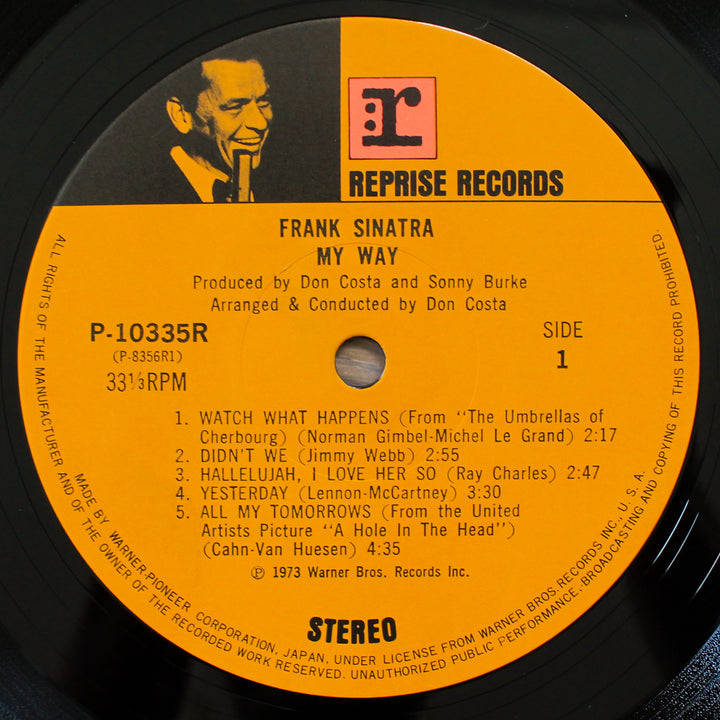 :r
REPRISE RECORDS
FRANK SINATRA
MY WAY
Produced by Don Costa and Sonny Burke
Arranged & Conducted by Don Costa
P-10335R
(P-8356R1)
33⅓RPM
SIDE
1
1. WATCH WHAT HAPPENS (From "The Umbrellas of
Cherbourg) (Norman Gimbel-Michel Le Grand) 2:17
2. DIDN'T WE (Jimmy Webb) 2:55
3. HALLELUJAH, I LOVE HER SO (Ray Charles) 2:47
4. YESTERDAY (Lennon-McCartney) 3:30
5. ALL MY TOMORROWS (From the United
Artists Picture "A Hole In The Head")
(Cahn-Van Huesen) 4:35
Ⓟ 1973 Warner Bros. Records Inc.
STEREO
MADE BY WARNER-PIONEER CORPORATION, JAPAN, UNDER LICENSE FROM WARNER BROS. RECORDS INC., U.S.A.
ALL RIGHTS OF THE MANUFACTURER AND OF THE OWNER OF THE RECORDED WORK RESERVED. UNAUTHORIZED PUBLIC PERFORMANCE, BROADCASTING AND COPYING OF THIS RECORD PROHIBITED.